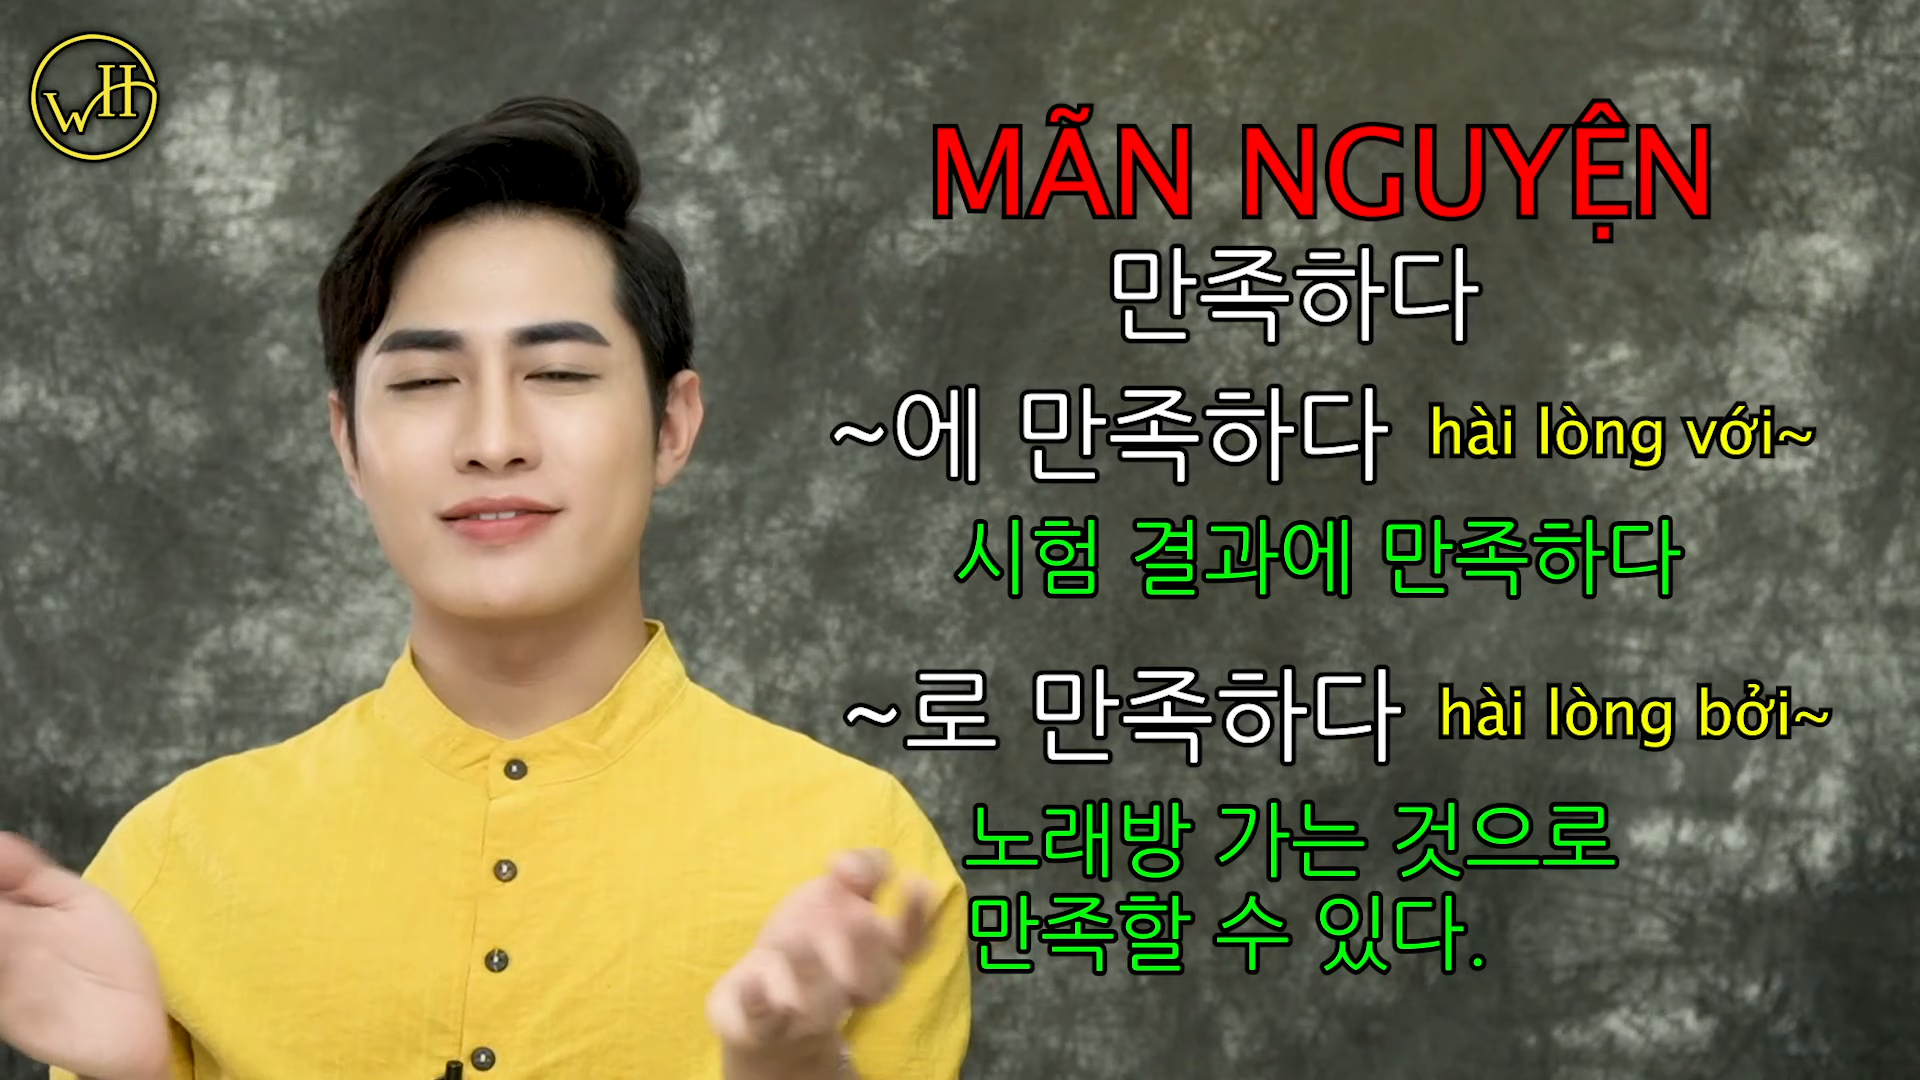 WH
MÃN NGUYỆN
만족하다
~에 만족하다 hài lòng với~
시험 결과에 만족하다
~로 만족하다 hài lòng bởi~
노래방 가는 것으로
만족할 수 있다.